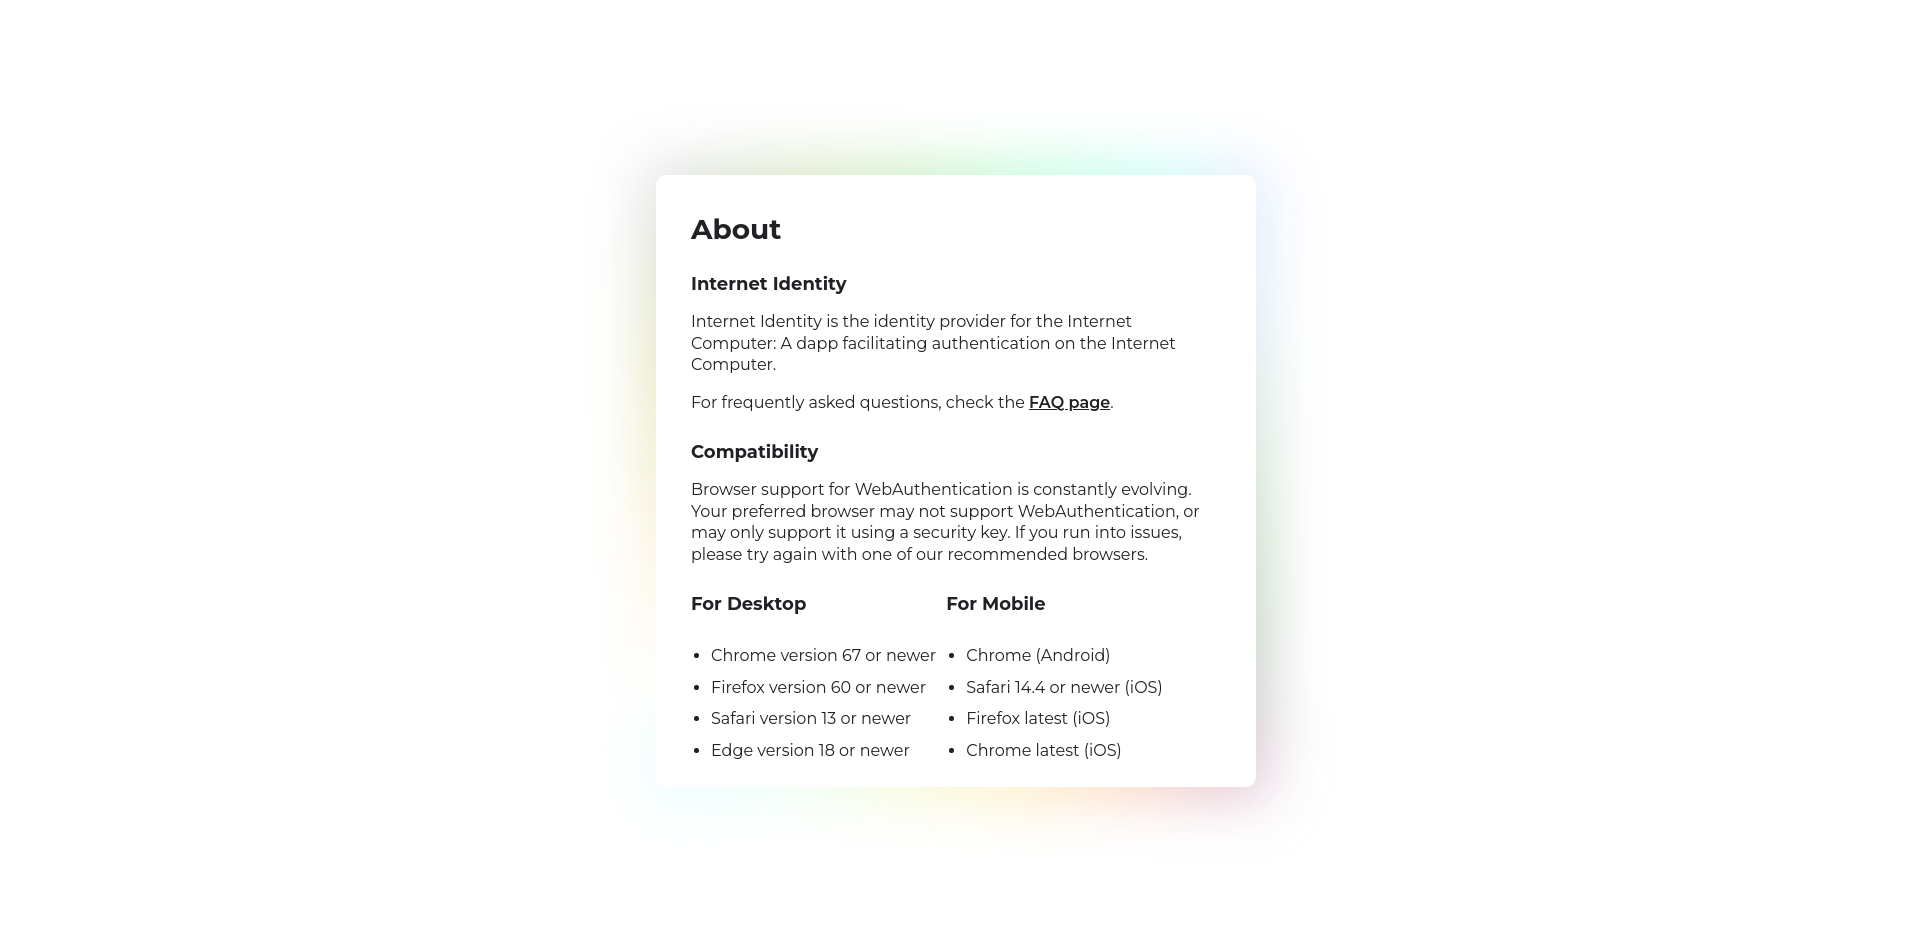 About
Internet Identity
Internet Identity is the identity provider for the Internet
Computer: A dapp facilitating authentication on the Internet
Computer.
For frequently asked questions, check the FAQ page.
Compatibility
Browser support for WebAuthentication is constantly evolving.
Your preferred browser may not support WebAuthentication, or
may only support it using a security key. If you run into issues,
please try again with one of our recommended browsers.
For Desktop
• Chrome version 67 or newer
• Firefox version 60 or newer
• Safari version 13 or newer
• Edge version 18 or newer
For Mobile
• Chrome (Android)
• Safari 14.4 or newer (iOS)
• Firefox latest (iOS)
• Chrome latest (iOS)